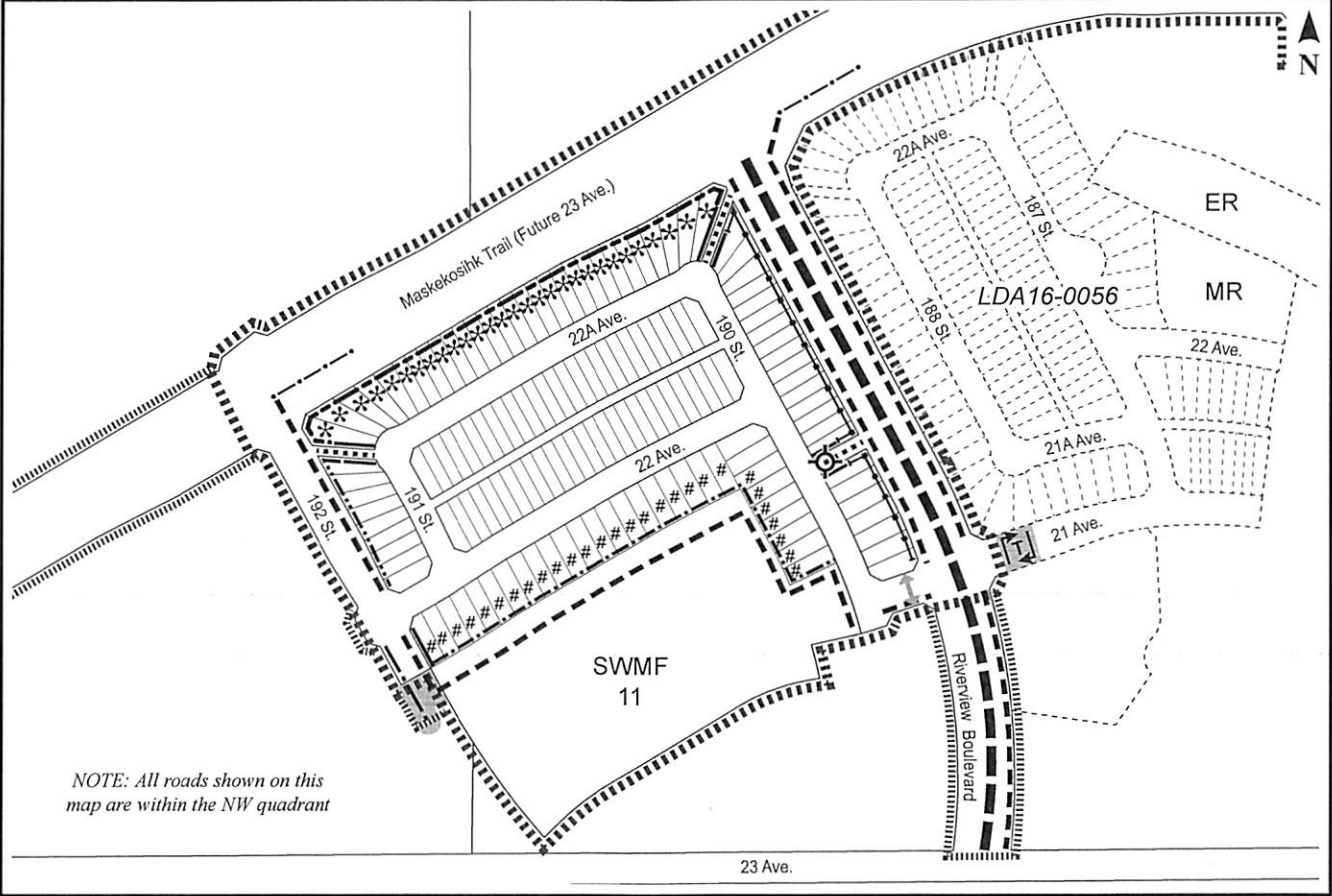 N
22A Ave.
ER
187 St.
Maskekosihk Trail (Future 23 Ave.)
MR
LDA16-0056
188 St.
22A Ave.
190 St.
22 Ave.
21A Ave.
22 Ave.
191 St.
192 St.
21 Ave.
T
SWMF
11
Riverview Boulevard
NOTE: All roads shown on this
map are within the NW quadrant
23 Ave.